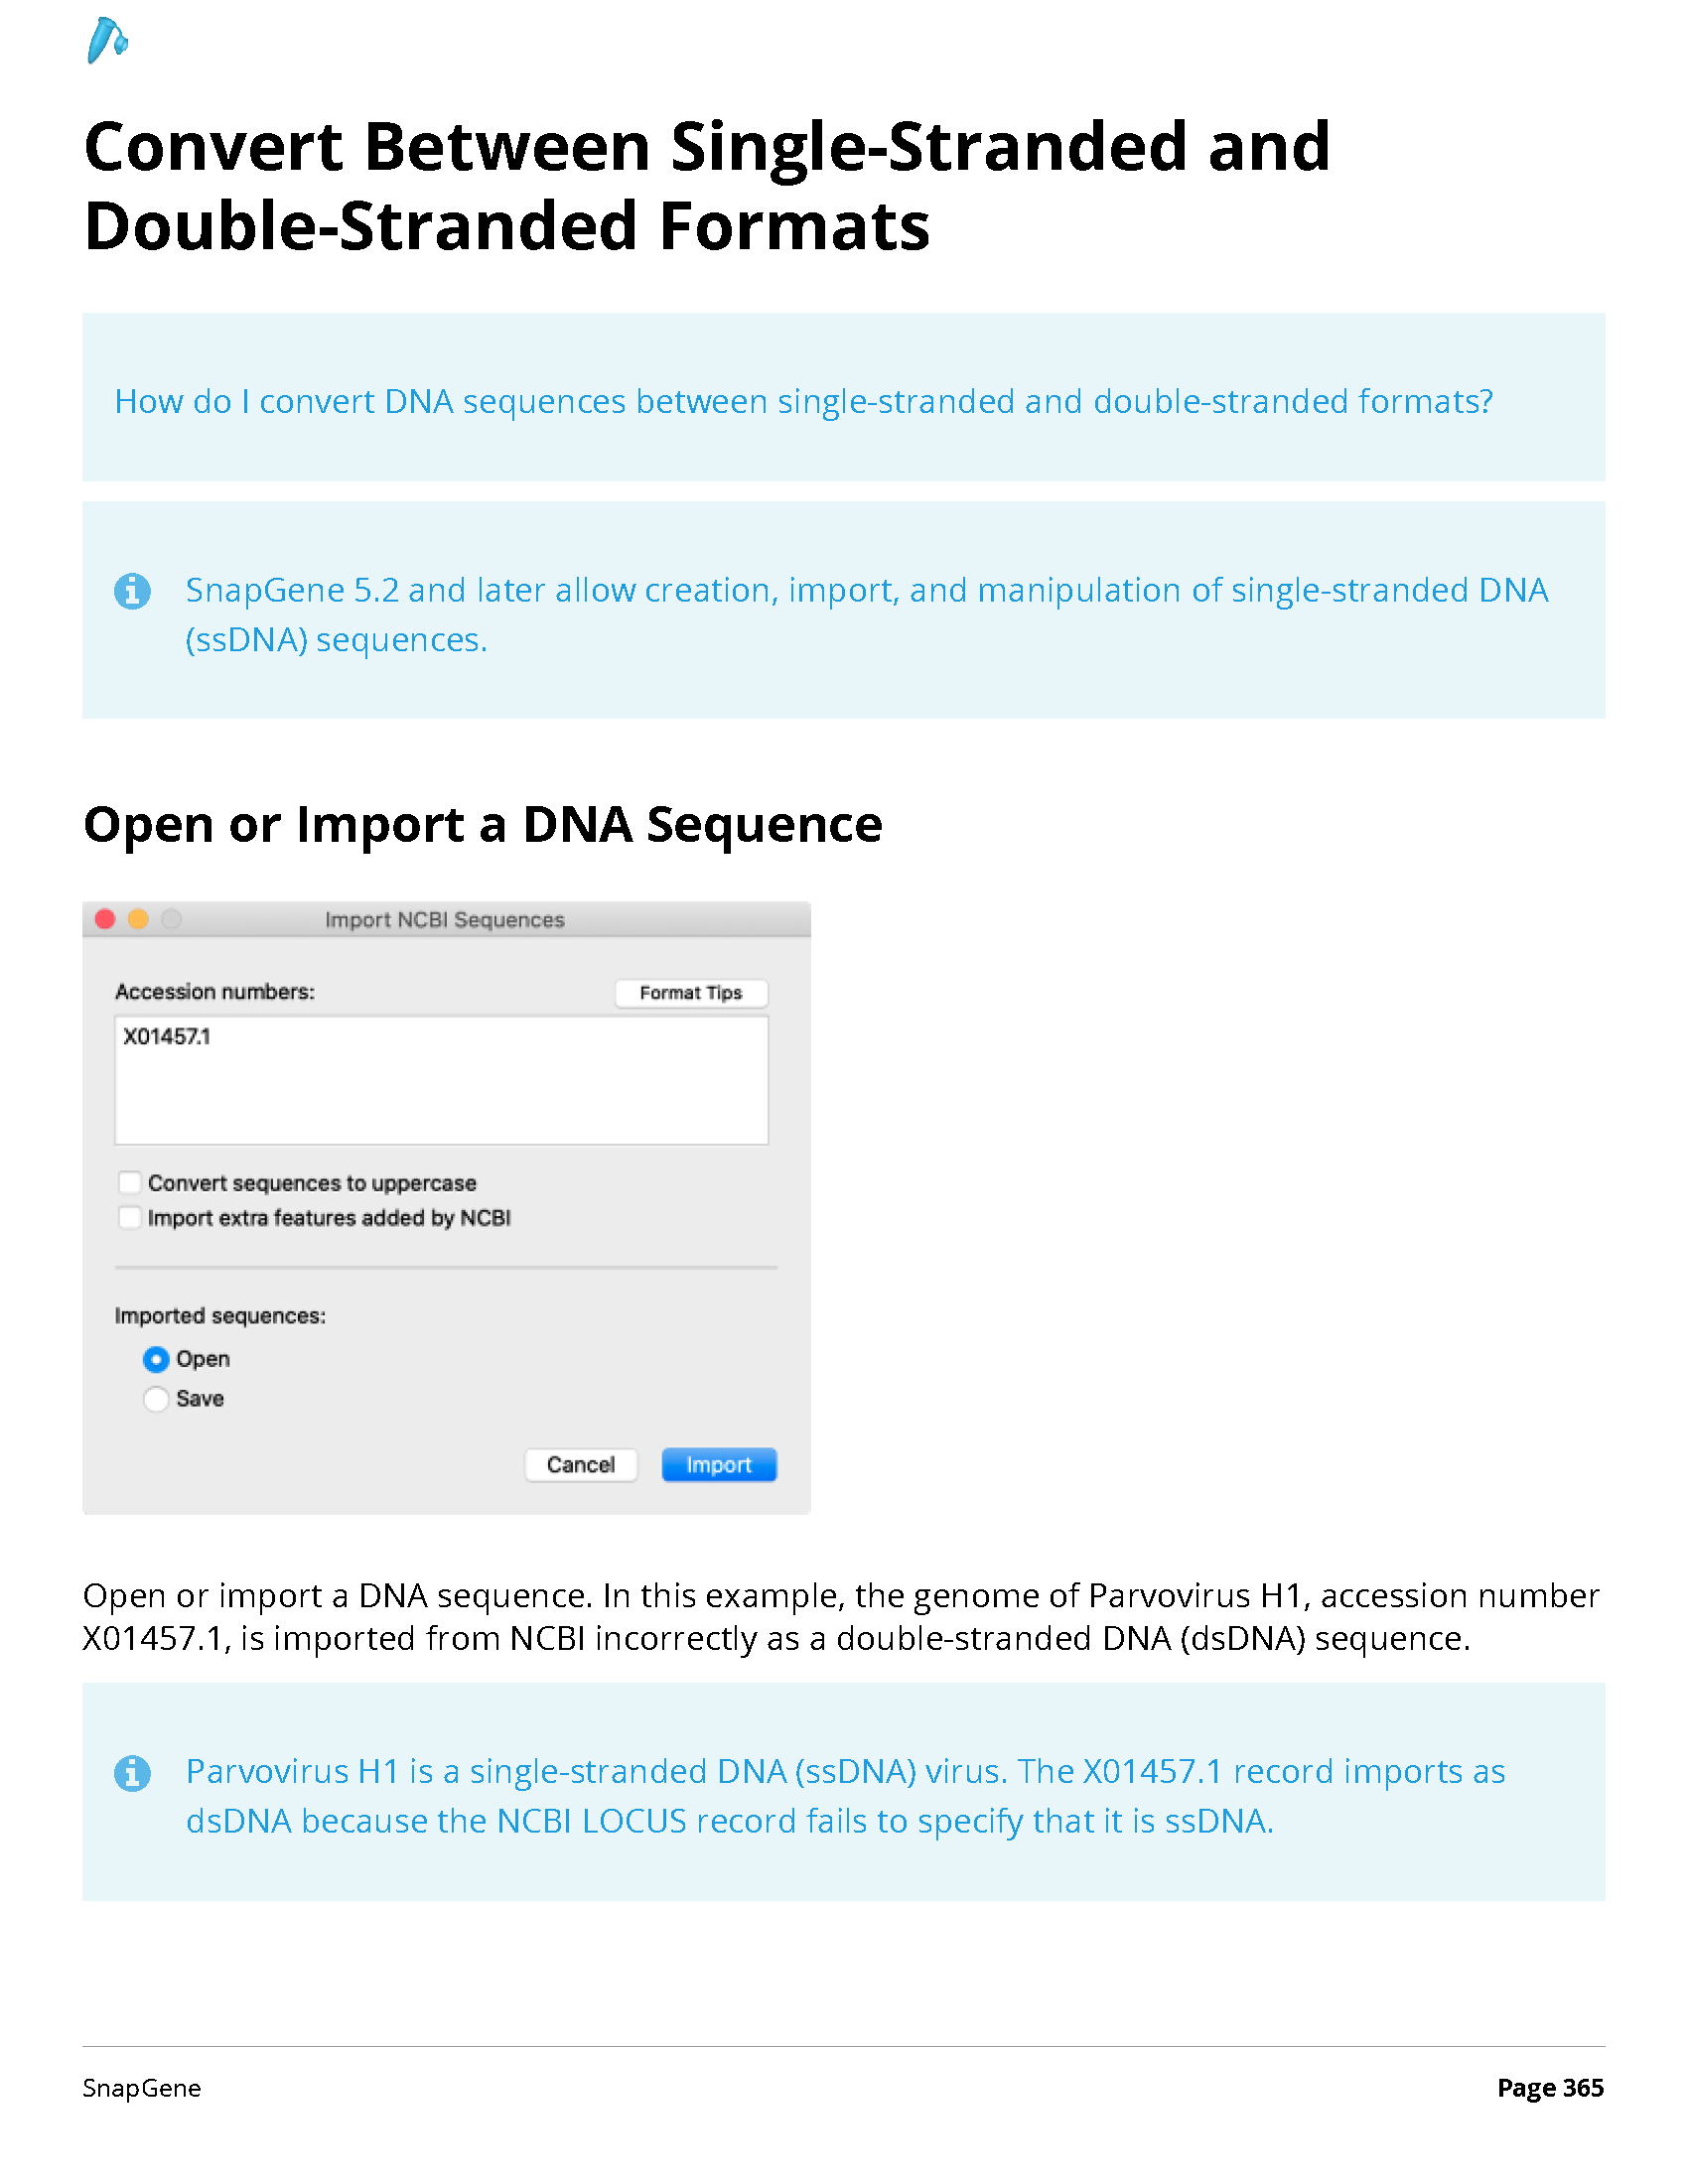 Convert Between Single-Stranded and
Double-Stranded Formats
How do I convert DNA sequences between single-stranded and double-stranded formats?
SnapGene 5.2 and later allow creation, import, and manipulation of single-stranded DNA
(ssDNA) sequences.
Open or Import a DNA Sequence
Import NCBI Sequences
Accession numbers:
Format Tips
X01457.1
Convert sequences to uppercase
Import extra features added by NCBI
Imported sequences:
Open
Save
Cancel
Import
Open or import a DNA sequence. In this example, the genome of Parvovirus H1, accession number
X01457.1, is imported from NCBI incorrectly as a double-stranded DNA (dsDNA) sequence.
Parvovirus H1 is a single-stranded DNA (ssDNA) virus. The X01457.1 record imports as
dsDNA because the NCBI LOCUS record fails to specify that it is ssDNA.
SnapGene
Page 365